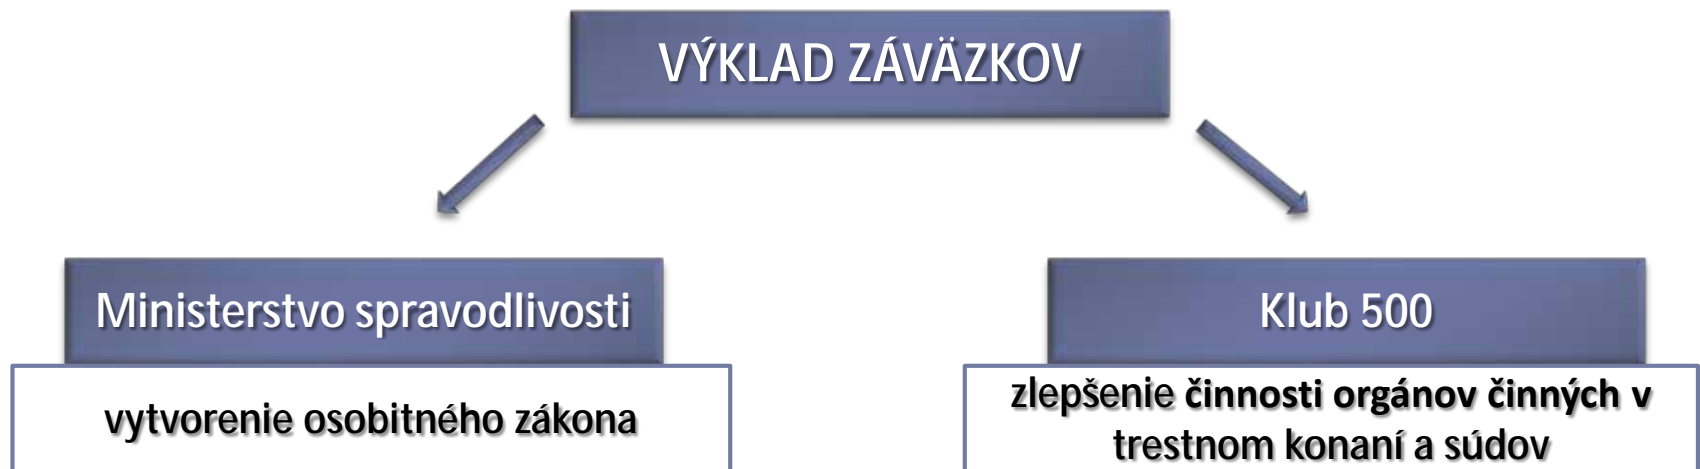 VÝKLAD ZÁVÄZKOV
Ministerstvo spravodlivosti
vytvorenie osobitného zákona
Klub 500
zlepšenie činnosti orgánov činných v
trestnom konaní a súdov